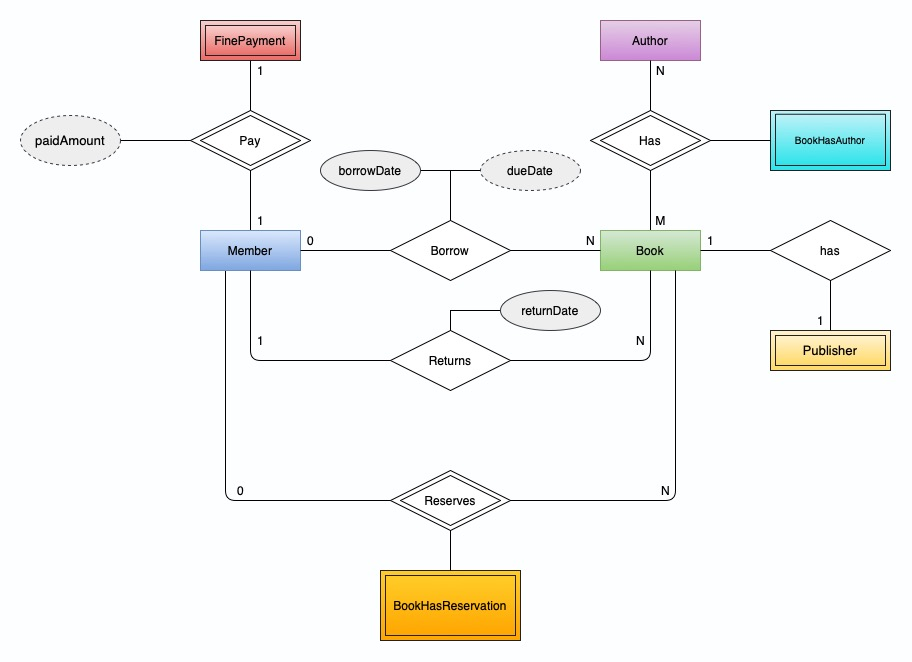 FinePayment
Author
1
N
paidAmount
Pay
Has
BookHasAuthor
borrowDate
dueDate
1
M
Member
0
Borrow
N
Book
1
has
returnDate
1
Returns
N
1
Publisher
0
Reserves
N
BookHasReservation